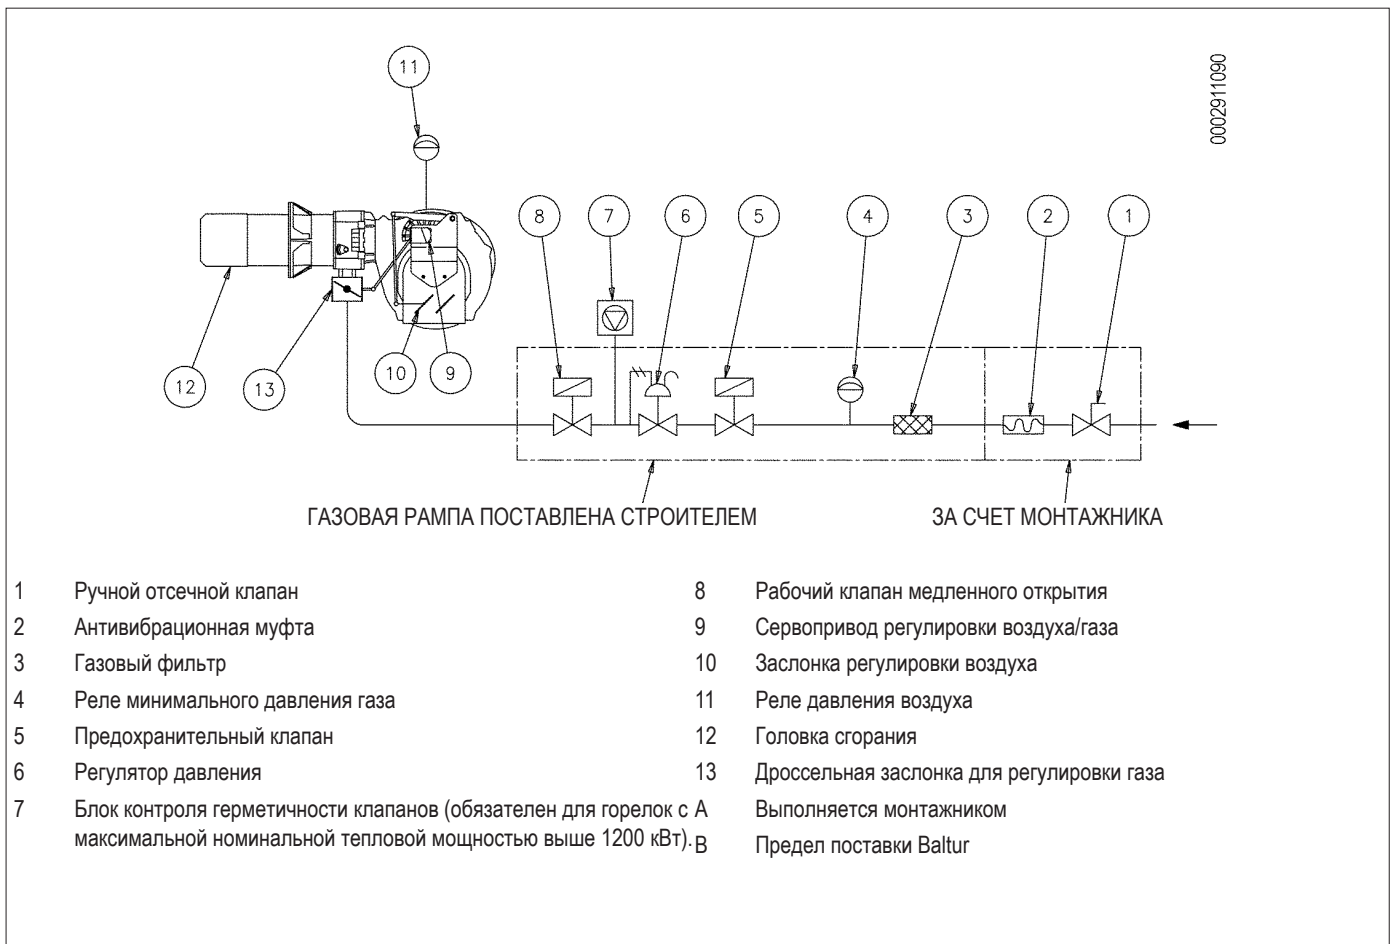 11
0002911090
8
7
6
5
4
3
2
1
12
13
10
9
ГАЗОВАЯ РАМПА ПОСТАВЛЕНА СТРОИТЕЛЕМ
ЗА СЧЕТ МОНТАЖНИКА
1 Ручной отсечной клапан
2 Антивибрационная муфта
3 Газовый фильтр
4 Реле минимального давления газа
5 Предохранительный клапан
6 Регулятор давления
7 Блок контроля герметичности клапанов (обязателен для горелок с
максимальной номинальной тепловой мощностью выше 1200 кВт).
8 Рабочий клапан медленного открытия
9 Сервопривод регулировки воздуха/газа
10 Заслонка регулировки воздуха
11 Реле давления воздуха
12 Головка сгорания
13 Дроссельная заслонка для регулировки газа
A Выполняется монтажником
B Предел поставки Baltur